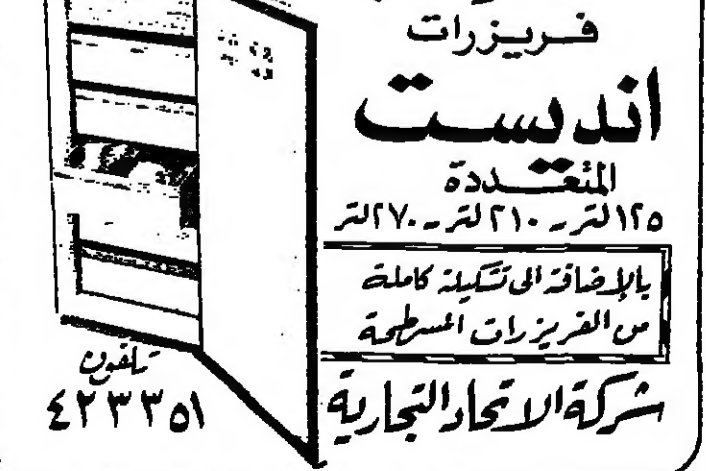 فريزرات
اندست
المتعددة
١٢٥ لتر - ٢١٠ لتر - ٢٧٠ لتر
بالإضافة الى تشكيلة كاملة
من الفريزرات المسطحة
شركة الاتحاد التجارية
تلفون
٤٢٣٣٥١